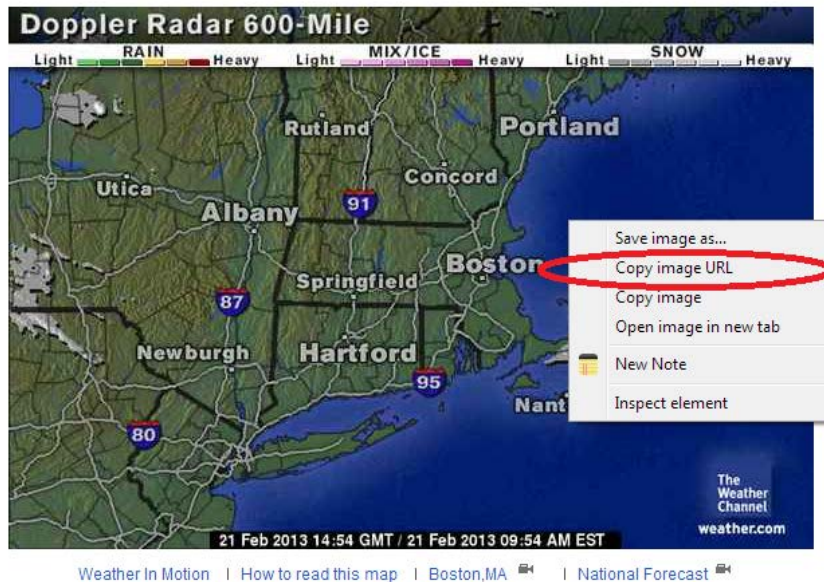 Doppler Radar 600-Mile
Light RAIN Heavy Light MIX/ICE Heavy Light SNOW Heavy
Rutland
Portland
Concord
Utica
Albany
91
Save image as...
Boston
Copy image URL
Springfield
87
Copy image
Open image in new tab
Newburgh
Hartford
New Note
95
Nant
Inspect element
80
The
Weather
Channel
weather.com
21 Feb 2013 14:54 GMT / 21 Feb 2013 09:54 AM EST
Weather In Motion | How to read this map | Boston,MA | National Forecast